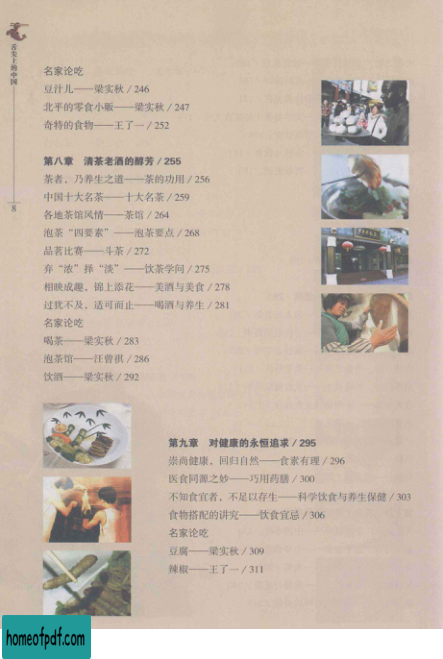 舌尖上的中国
名家论吃
豆汁儿——梁实秋/246
北平的零食小贩——梁实秋/247
奇特的食物——王了一/252
第八章 清茶老酒的醇芳/255
茶者，乃养生之道——茶的功用/256
中国十大名茶——十大名茶/259
各地茶馆风情——茶馆/264
泡茶“四要素”——泡茶要点/268
品茗比赛——斗茶/272
弃“浓”择“淡”——饮茶学问/275
相映成趣，锦上添花——美酒与美食/278
过犹不及，适可而止——喝酒与养生/281
名家论吃
喝茶——梁实秋/283
泡茶馆——汪曾祺/286
饮酒——梁实秋/292
第九章 对健康的永恒追求/295
崇尚健康，回归自然——食素有理/296
医食同源之妙——巧用药膳/300
不知食宜者，不足以存生——科学饮食与养生保健/303
食物搭配的讲究——饮食宜忌/306
名家论吃
豆腐——梁实秋/309
辣椒——王了一/311
homeofpdf.com